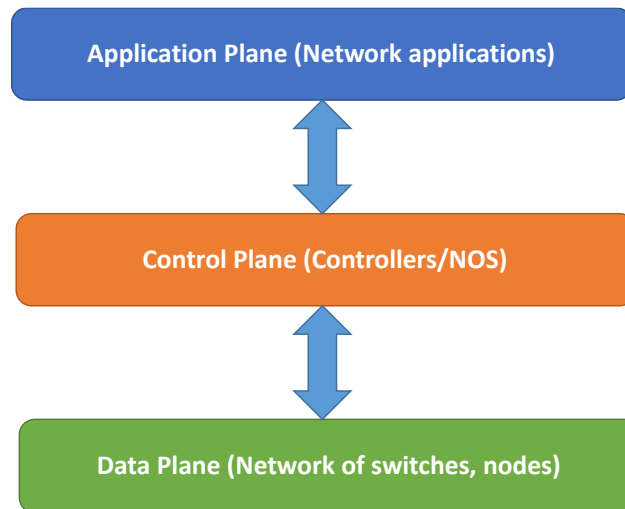 Application Plane (Network applications)
Control Plane (Controllers/NOS)
Data Plane (Network of switches, nodes)